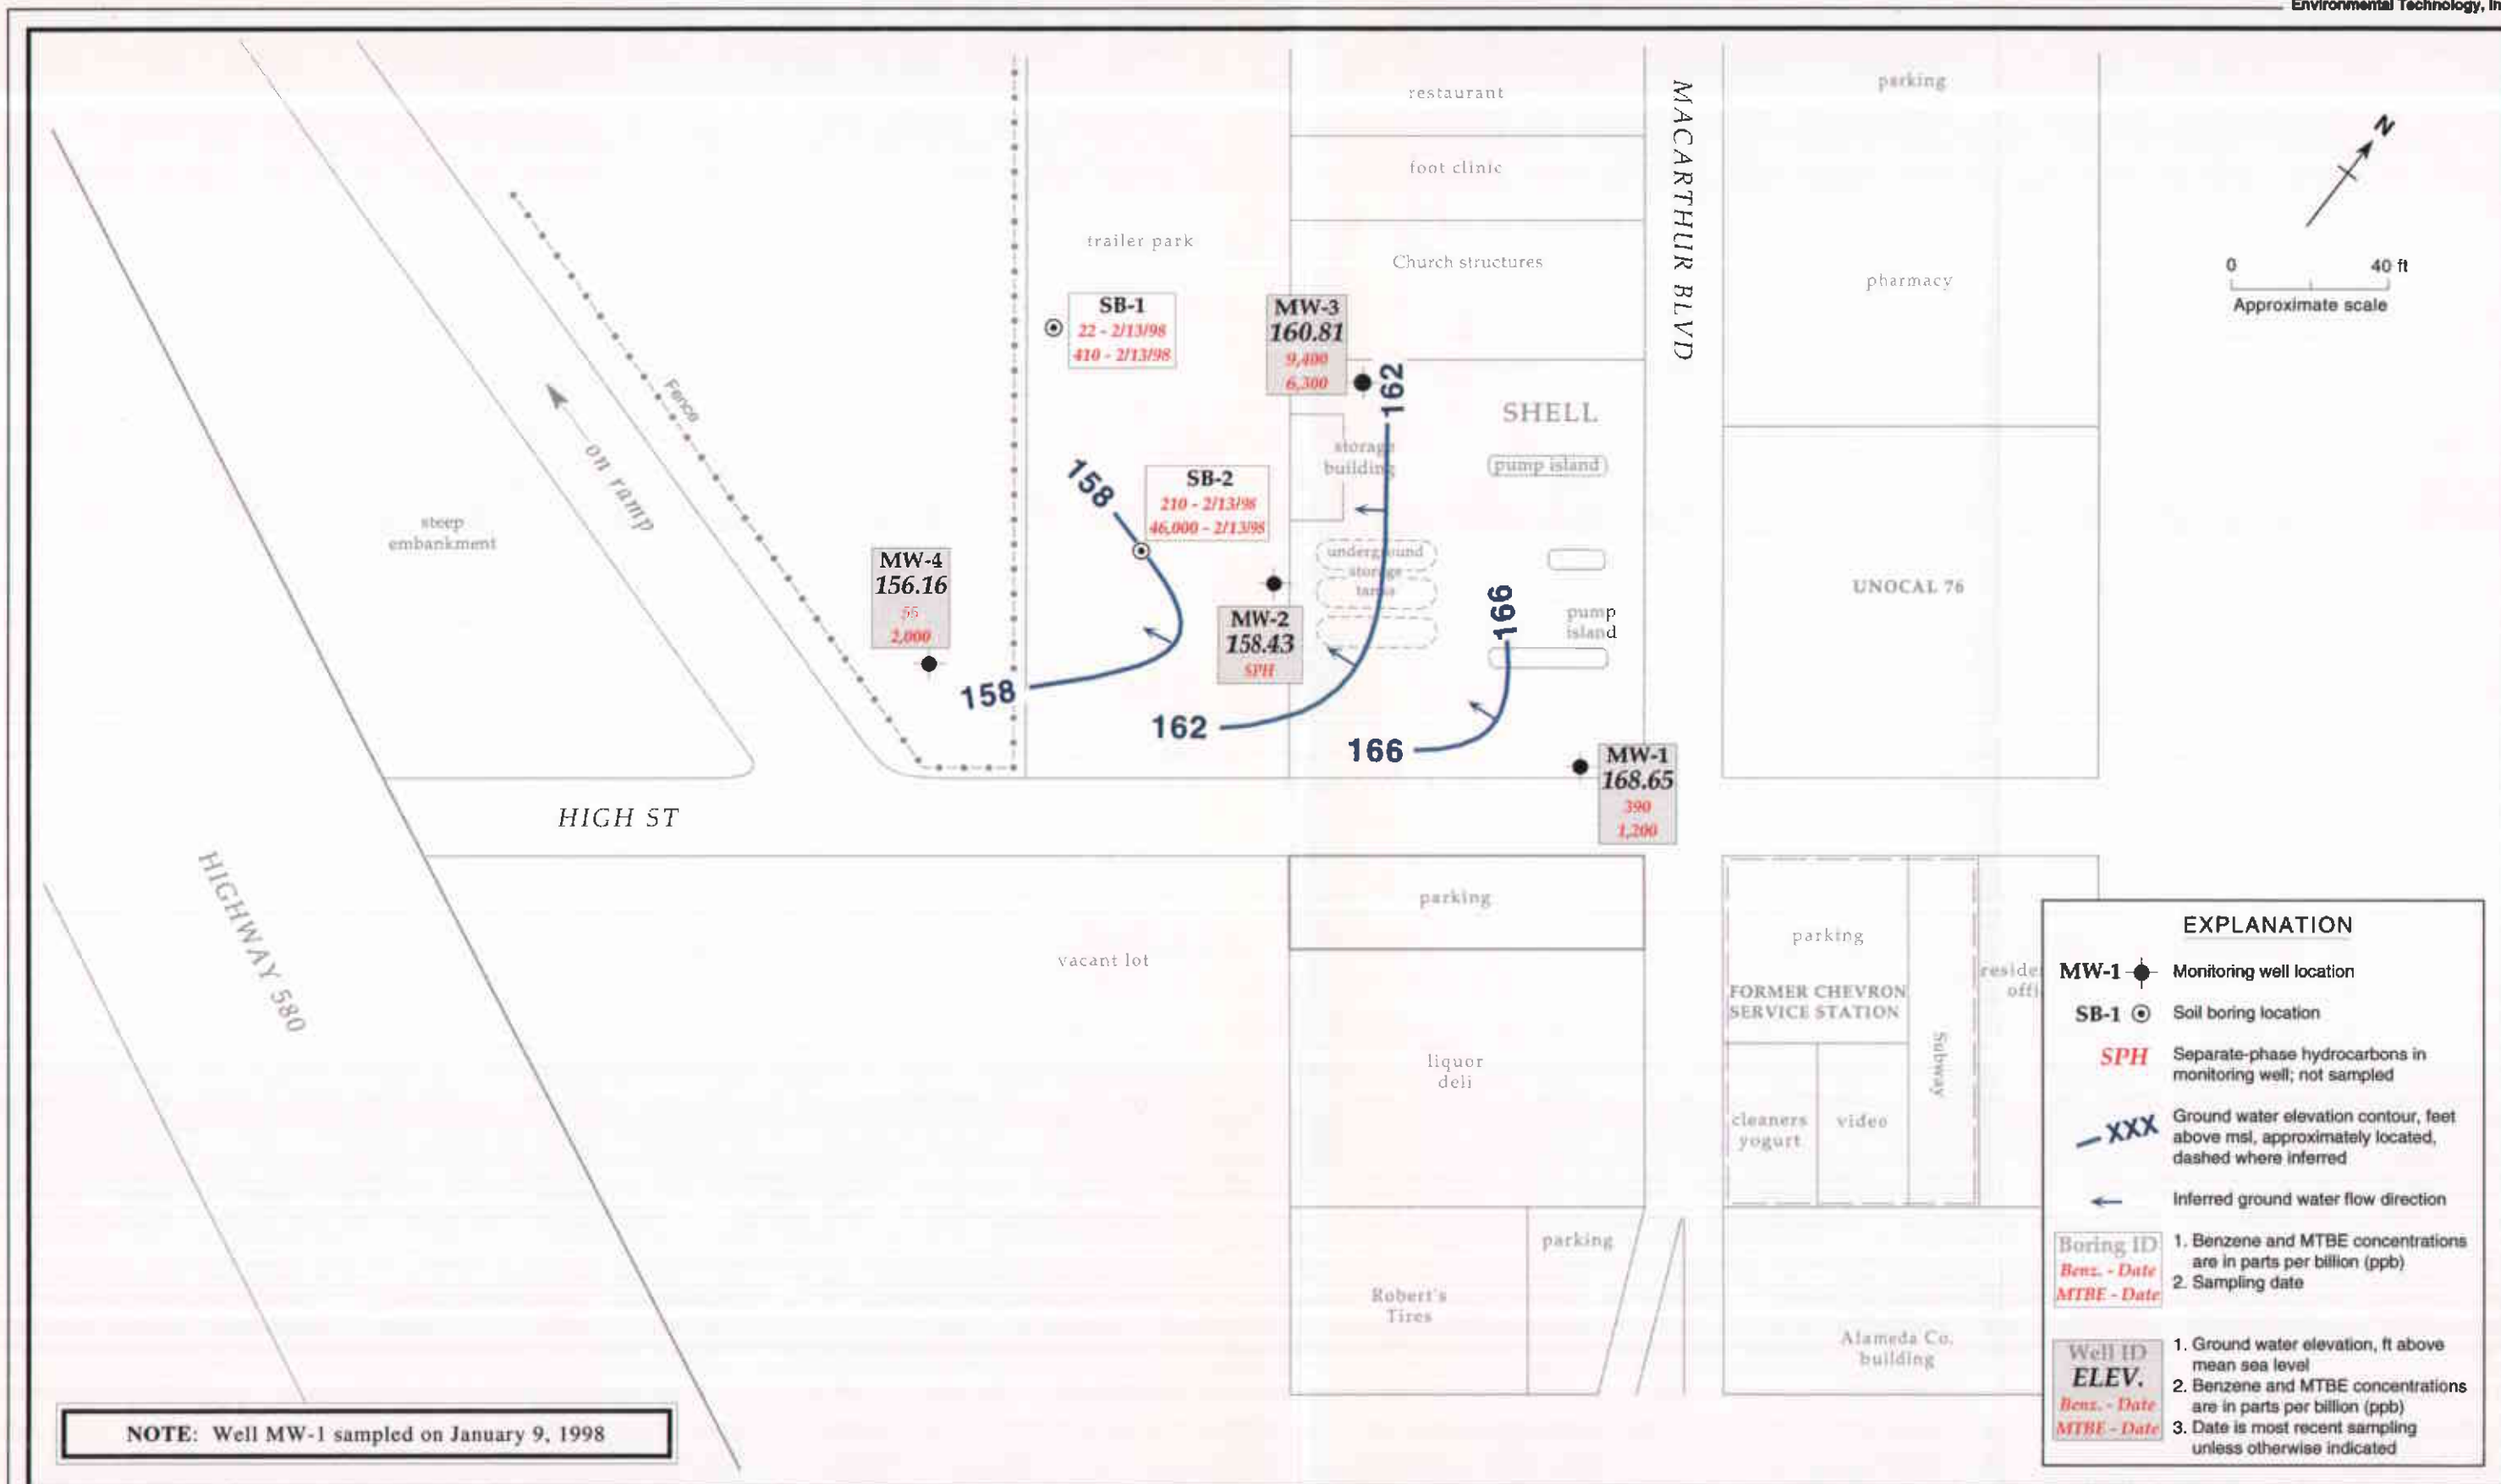 Environmental Technology, In
restaurant
foot clinic
Church structures
MACARTHUR BLVD
parking
pharmacy
UNOCAL 76
N
0 40 ft
Approximate scale
trailer park
SB-1
22 - 2/13/98
410 - 2/13/98
MW-3
160.81
9,400
6,300
162
SHELL
storage
building
pump island
Fence
on ramp
steep
embankment
158
SB-2
210 - 2/13/98
46,000 - 2/13/98
underground
storage
MW-4
156.16
55
2,000
MW-2
158.43
SPH
166
pump
island
158
162
166
MW-1
168.65
390
1,200
HIGH ST
HIGHWAY 580
vacant lot
parking
liquor
deli
Robert's
Tires
parking
parking
FORMER CHEVRON
SERVICE STATION
Subway
reside
offi
cleaners
yogurt
video
Alameda Co.
building
EXPLANATION
MW-1 Monitoring well location
SB-1 Soil boring location
SPH Separate-phase hydrocarbons in
monitoring well; not sampled
XXX Ground water elevation contour, feet
above msl, approximately located,
dashed where inferred
Inferred ground water flow direction
Boring ID
Benz. - Date
MTBE - Date
1. Benzene and MTBE concentrations
are in parts per billion (ppb)
2. Sampling date
Well ID
ELEV.
Benz. - Date
MTBE - Date
1. Ground water elevation, ft above
mean sea level
2. Benzene and MTBE concentrations
are in parts per billion (ppb)
3. Date is most recent sampling
unless otherwise indicated
NOTE: Well MW-1 sampled on January 9, 1998